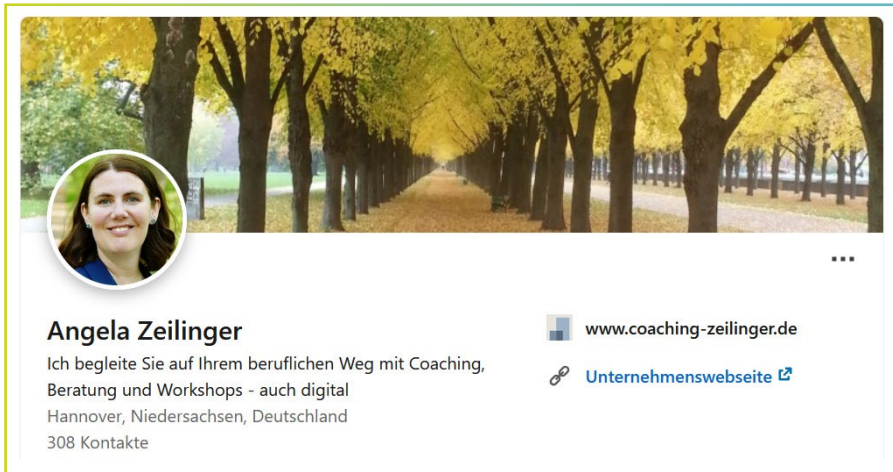 Angela Zeilinger
Ich begleite Sie auf Ihrem beruflichen Weg mit Coaching,
Beratung und Workshops - auch digital
Hannover, Niedersachsen, Deutschland
308 Kontakte
www.coaching-zeilinger.de
Unternehmenswebseite